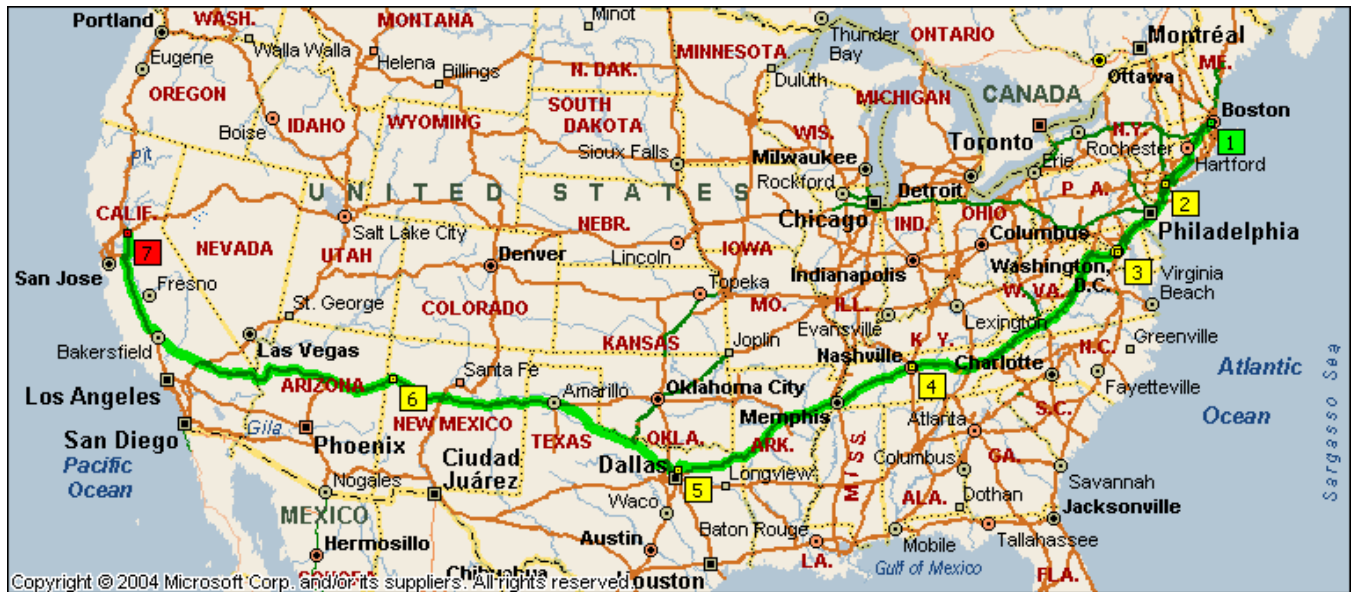 Portland
WASH.
MONTANA
Minot
Thunder
Bay
ONTARIO
Montréal
Walla Walla
Helena
Eugene
Billings
N. DAK.
MINNESOTA
Duluth
Ottawa
ME.
OREGON
Boise
IDAHO
WYOMING
SOUTH
DAKOTA
WIS.
MICHIGAN
CANADA
Toronto
N.Y.
Rochester
Boston
1
Hartford
Pit
Sioux Falls
Milwaukee
Erie
UNITED STATES
Rockford
Detroit
P A.
2
CALIF.
Chicago
IND.
OHIO
Philadelphia
7
NEVADA
Salt Lake City
UTAH
NEBR.
IOWA
Columbus
San Jose
Denver
Lincoln
Indianapolis
Washington,
D.C.
3
Virginia
Beach
Fresno
St. George
COLORADO
Topeka
MO.
ILL.
W. VA.
Evansville
Lexington
Bakersfield
Las Vegas
KANSAS
Joplin
Nashville
K Y.
Charlotte
N.C.
Greenville
Los Angeles
ARIZONA
6
Santa Fe
Amarillo
Oklahoma City
Memphis
4
Fayetteville
Atlantic
Ocean
Sargasso Sea
San Diego
Gila
Phoenix
NEW MEXICO
TEXAS
OKLA.
ARK.
Atlanta
S.C.
Pacific
Ocean
Nogales
Ciudad
Juárez
Dallas
5
Longview
MISS.
Columbus
GA.
Savannah
MEXICO
Waco
ALA.
Dothan
Jacksonville
Hermosillo
Austin
Baton Rouge
LA.
Mobile
Tallahassee
Gulf of Mexico
FLA.
Chihuahua
Houston
Copyright © 2004 Microsoft Corp. and/or its suppliers. All rights reserved.